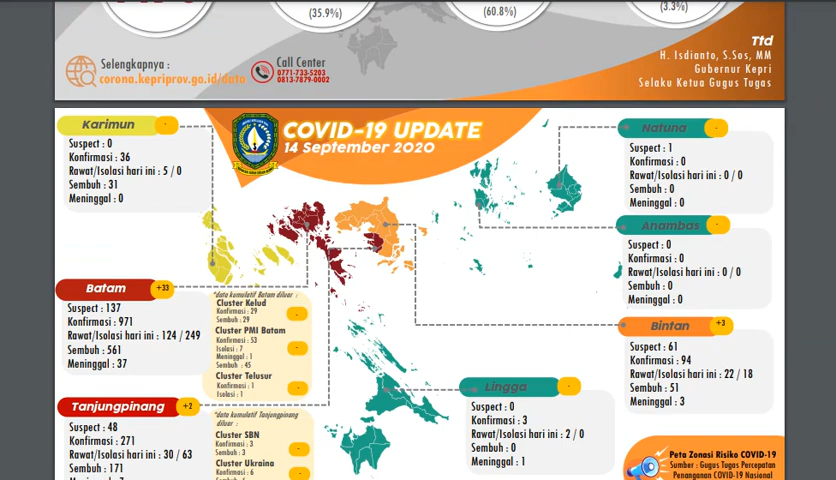 (35.9%)
(60.8%)
(3.3%)
Selengkapnya :
corona.kepriprov.go.id/data
Call Center
0771-733-5203
0813-7879-0002
Ttd
H. Isdianto, S.Sos, MM
Gubernur Kepri
Selaku Ketua Gugus Tugas
COVID-19 UPDATE
14 September 2020
Karimun
-
Suspect : 0
Konfirmasi : 36
Rawat/Isolasi hari ini : 5 / 0
Sembuh : 31
Meninggal : 0
Natuna
-
Suspect : 1
Konfirmasi : 0
Rawat/Isolasi hari ini : 0 / 0
Sembuh : 0
Meninggal : 0
Anambas
-
Suspect : 0
Konfirmasi : 0
Rawat/Isolasi hari ini : 0 / 0
Sembuh : 0
Meninggal : 0
Batam
+33
Suspect : 137
Konfirmasi : 971
Rawat/Isolasi hari ini : 124 / 249
Sembuh : 561
Meninggal : 37
*data kumulatif Batam diluar :
Cluster Kelud
Konfirmasi : 29
Sembuh : 29
-
Cluster PMI Batam
Konfirmasi : 53
Isolasi : 7
Meninggal : 1
Sembuh : 45
-
Cluster Telusur
Konfirmasi : 1
Isolasi : 1
-
Bintan
+3
Suspect : 61
Konfirmasi : 94
Rawat/Isolasi hari ini : 22 / 18
Sembuh : 51
Meninggal : 3
Tanjungpinang
+2
Suspect : 48
Konfirmasi : 271
Rawat/Isolasi hari ini : 30 / 63
Sembuh : 171
*data kumulatif Tanjungpinang
diluar :
Cluster SBN
Konfirmasi : 3
Sembuh : 3
-
Cluster Ukraina
Konfirmasi : 6
-
Lingga
-
Suspect : 0
Konfirmasi : 3
Rawat/Isolasi hari ini : 2 / 0
Sembuh : 0
Meninggal : 1
Peta Zonasi Risiko COVID-19
Sumber : Gugus Tugas Percepatan
Penanganan COVID-19 Nasional